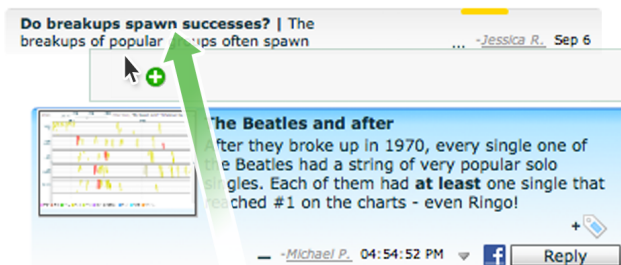 Do breakups spawn successes? | The
breakups of popular groups often spawn
... -Jessica R. Sep 6
The Beatles and after
After they broke up in 1970, every single one of
the Beatles had a string of very popular solo
singles. Each of them had at least one single that
reached #1 on the charts - even Ringo!
-Michael P. 04:54:52 PM Reply